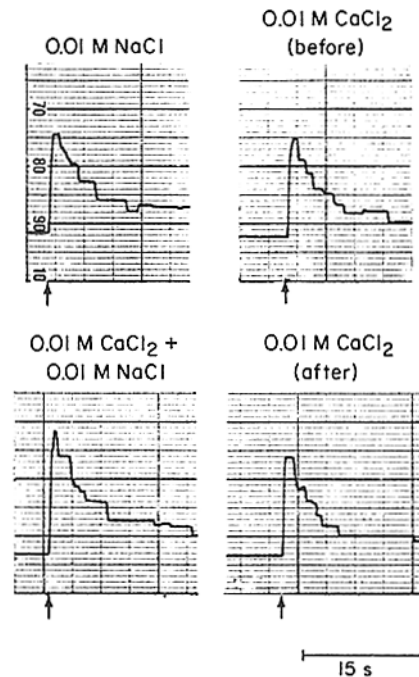 0.01 M NaCl
0.01 M CaCl₂
(before)
70
80
90
10
0.01 M CaCl₂ +
0.01 M NaCl
0.01 M CaCl₂
(after)
15 s